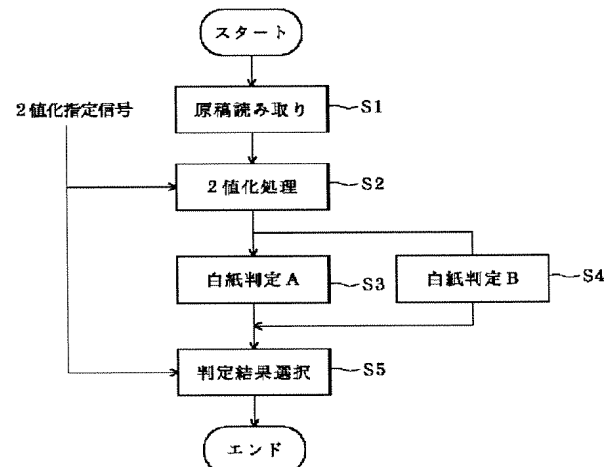 スタート
原稿読み取り S1
2値化指定信号
2値化処理 S2
白紙判定A S3
白紙判定B S4
判定結果選択 S5
エンド